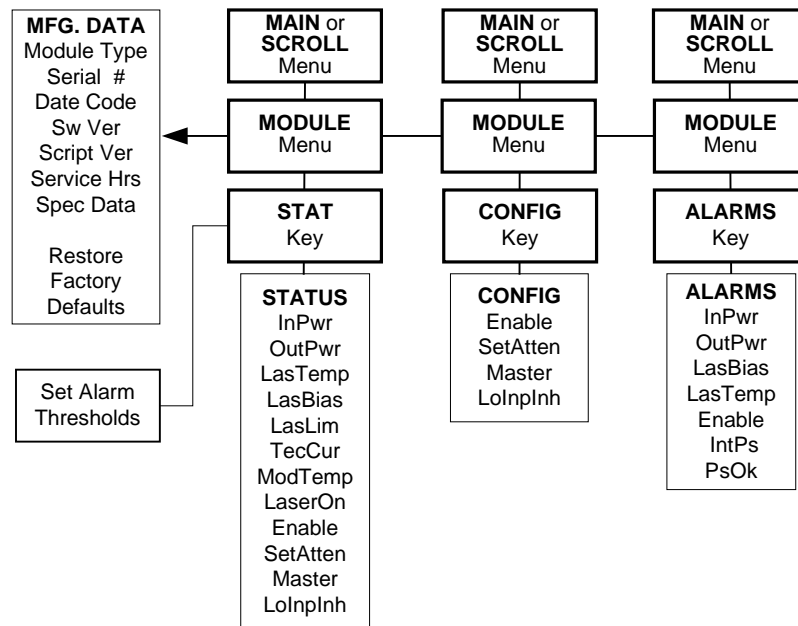 MFG. DATA
Module Type
Serial #
Date Code
Sw Ver
Script Ver
Service Hrs
Spec Data
Restore
Factory
Defaults
Set Alarm
Thresholds
MAIN or
SCROLL
Menu
MODULE
Menu
STAT
Key
STATUS
InPwr
OutPwr
LasTemp
LasBias
LasLim
TecCur
ModTemp
LaserOn
Enable
SetAtten
Master
LoInpInh
MAIN or
SCROLL
Menu
MODULE
Menu
CONFIG
Key
CONFIG
Enable
SetAtten
Master
LoInpInh
MAIN or
SCROLL
Menu
MODULE
Menu
ALARMS
Key
ALARMS
InPwr
OutPwr
LasBias
LasTemp
Enable
IntPs
PsOk